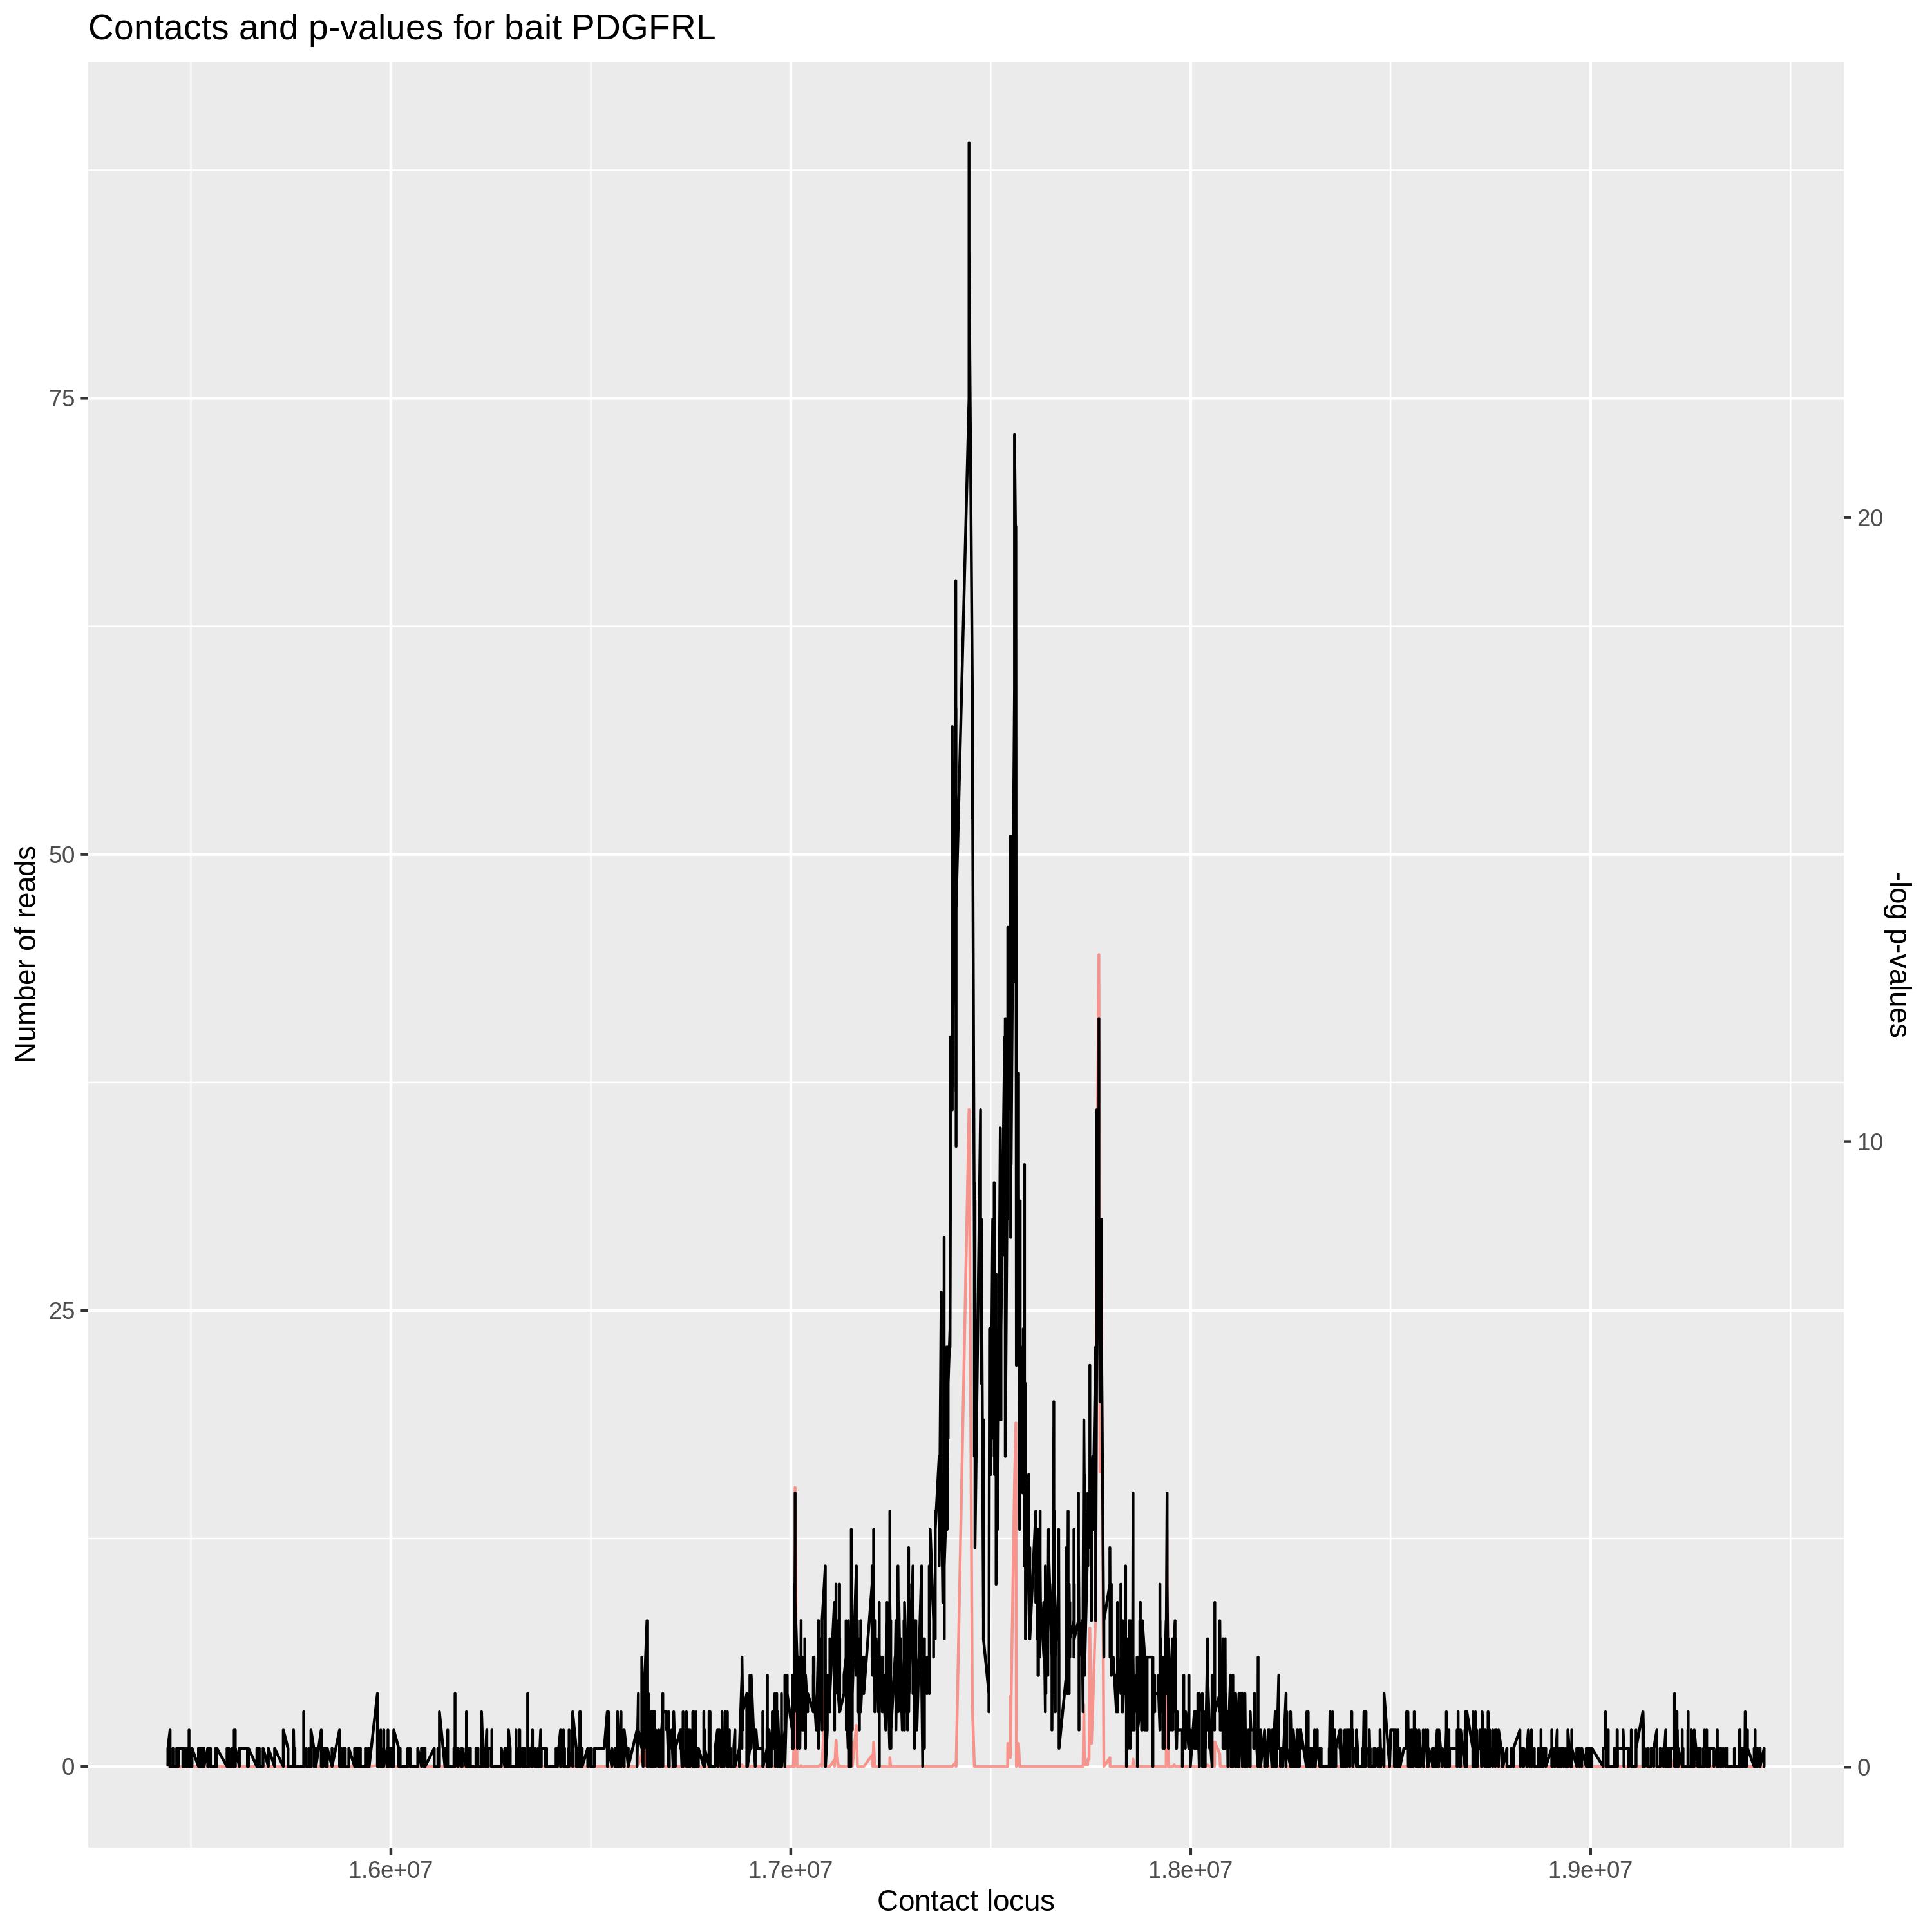 Contacts and p-values for bait PDGFRL
75
50
25
0
Number of reads
20
10
0
-log p-values
1.6e+07
1.7e+07
1.8e+07
1.9e+07
Contact locus